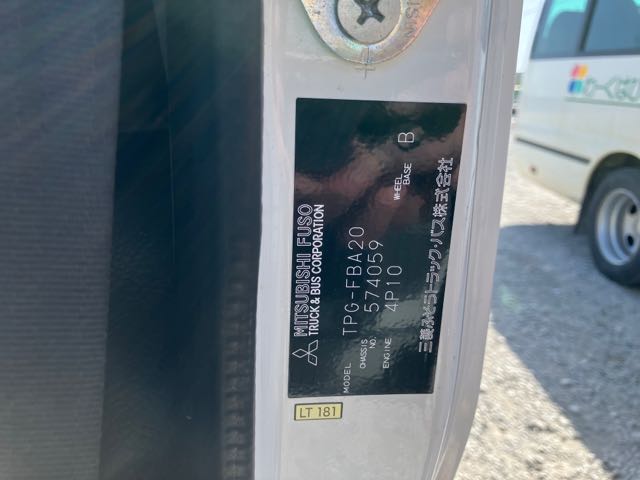 MITSUBISHI FUSO
TRUCK & BUS CORPORATION
MODEL TPG-FBA20
CHASSIS NO. 574059
ENGINE 4P10
WHEEL BASE B
三菱ふそうトラック・バス株式会社
LT 181